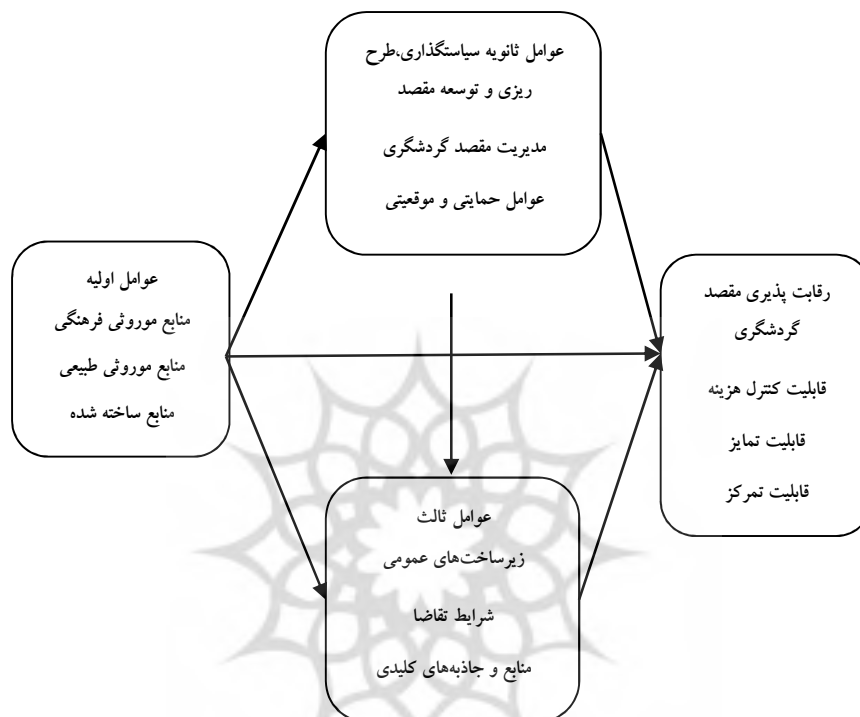 عوامل ثانویه سیاستگذاری،طرح
ریزی و توسعه مقصد
مدیریت مقصد گردشگری
عوامل حمایتی و موقعیتی
عوامل اولیه
منابع موروثی فرهنگی
منابع موروثی طبیعی
منابع ساخته شده
رقابت پذیری مقصد
گردشگری
قابلیت کنترل هزینه
قابلیت تمایز
قابلیت تمرکز
عوامل ثالث
زیرساخت‌های عمومی
شرایط تقاضا
منابع و جاذبه‌های کلیدی